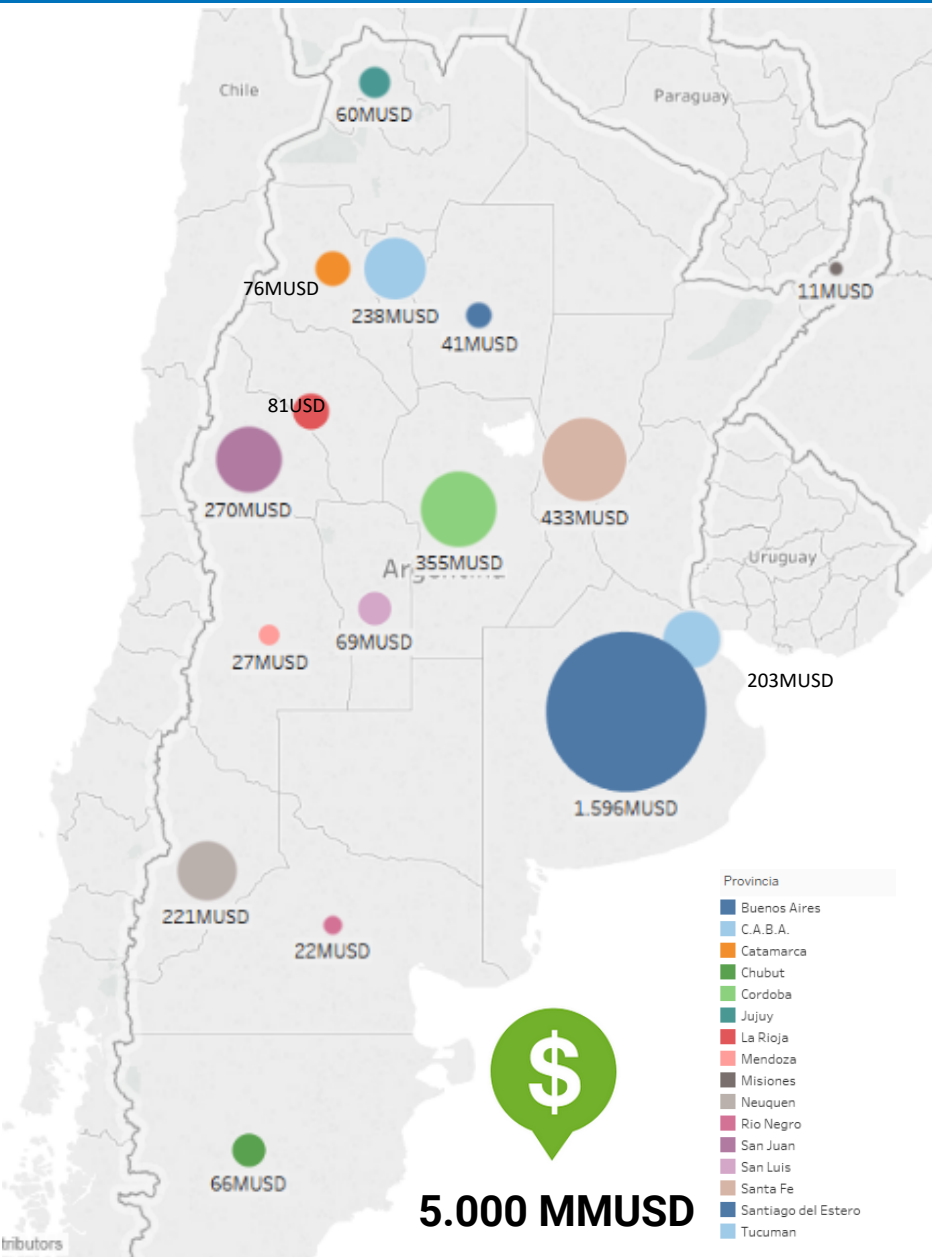 Chile
Paraguay
60MUSD
76MUSD
238MUSD
11MUSD
41MUSD
81USD
270MUSD
433MUSD
355MUSD
Argentina
Uruguay
69MUSD
27MUSD
203MUSD
1.596MUSD
221MUSD
22MUSD
66MUSD
$
5.000 MMUSD
Provincia
Buenos Aires
C.A.B.A.
Catamarca
Chubut
Cordoba
Jujuy
La Rioja
Mendoza
Misiones
Neuquen
Rio Negro
San Juan
San Luis
Santa Fe
Santiago del Estero
Tucuman
tributors